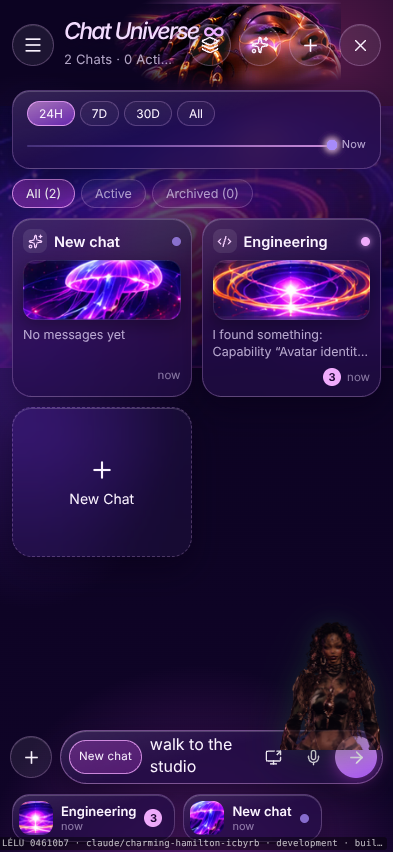 Chat Universe ∞
2 Chats · 0 Acti...
24H
7D
30D
All
Now
All (2)
Active
Archived (0)
New chat
No messages yet
now
Engineering
I found something:
Capability “Avatar identit...
3
now
New Chat
New chat
walk to the
studio
Engineering
now
3
New chat
now
LÉLU 04610b7 · claude/charming-hamilton-icbyrb · development · buil…